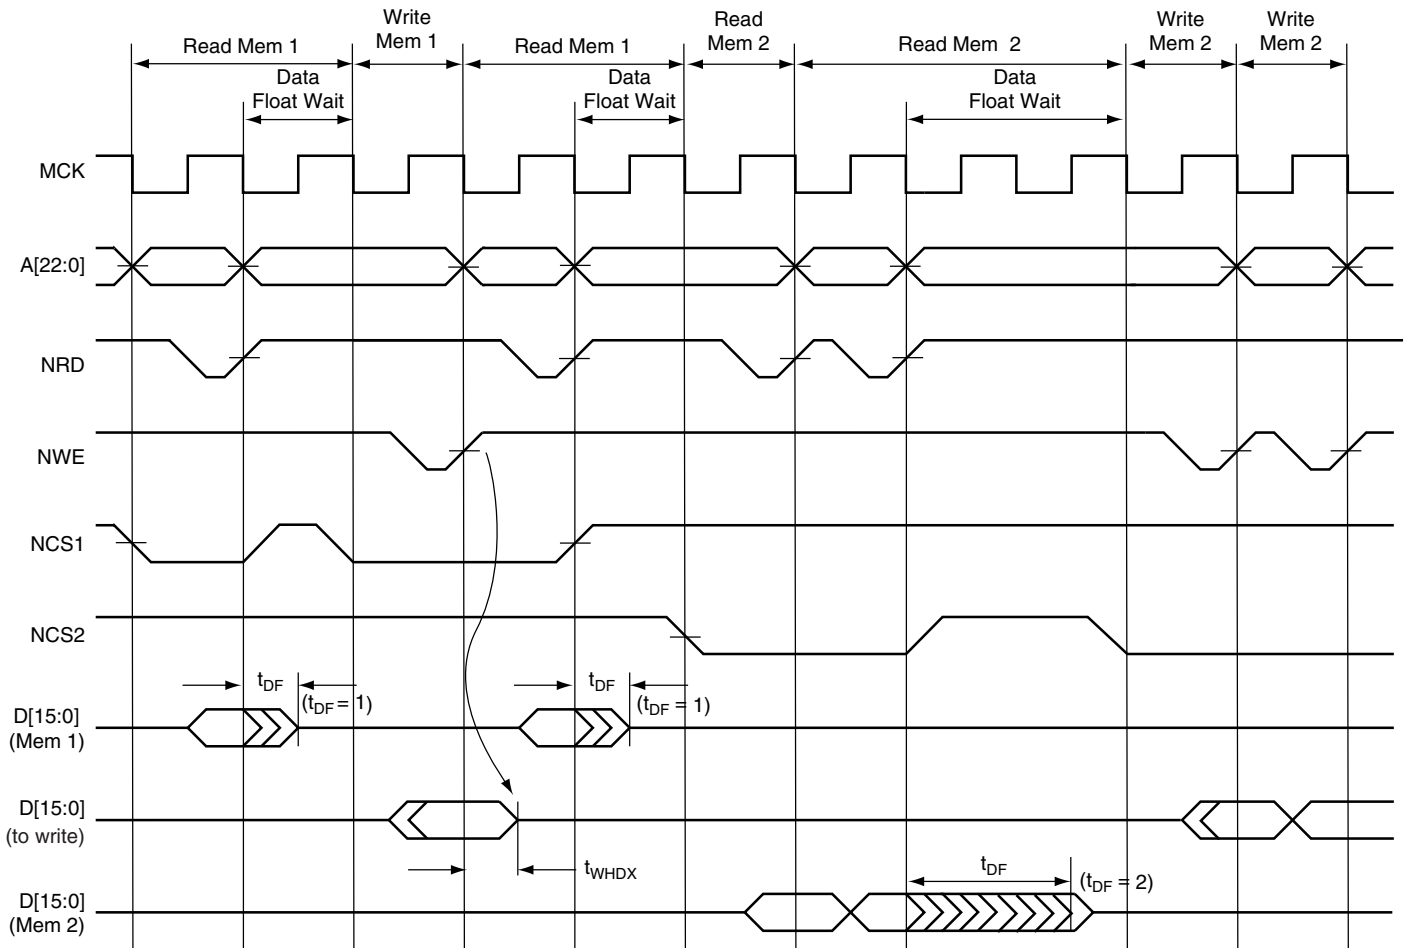 Read Mem 1
Write
Mem 1
Read Mem 1
Read
Mem 2
Read Mem 2
Write
Mem 2
Write
Mem 2
Data
Float Wait
Data
Float Wait
Data
Float Wait
MCK
A[22:0]
NRD
NWE
NCS1
NCS2
tDF
(tDF = 1)
tDF
(tDF = 1)
D[15:0]
(Mem 1)
D[15:0]
(to write)
tWHDX
tDF
(tDF = 2)
D[15:0]
(Mem 2)